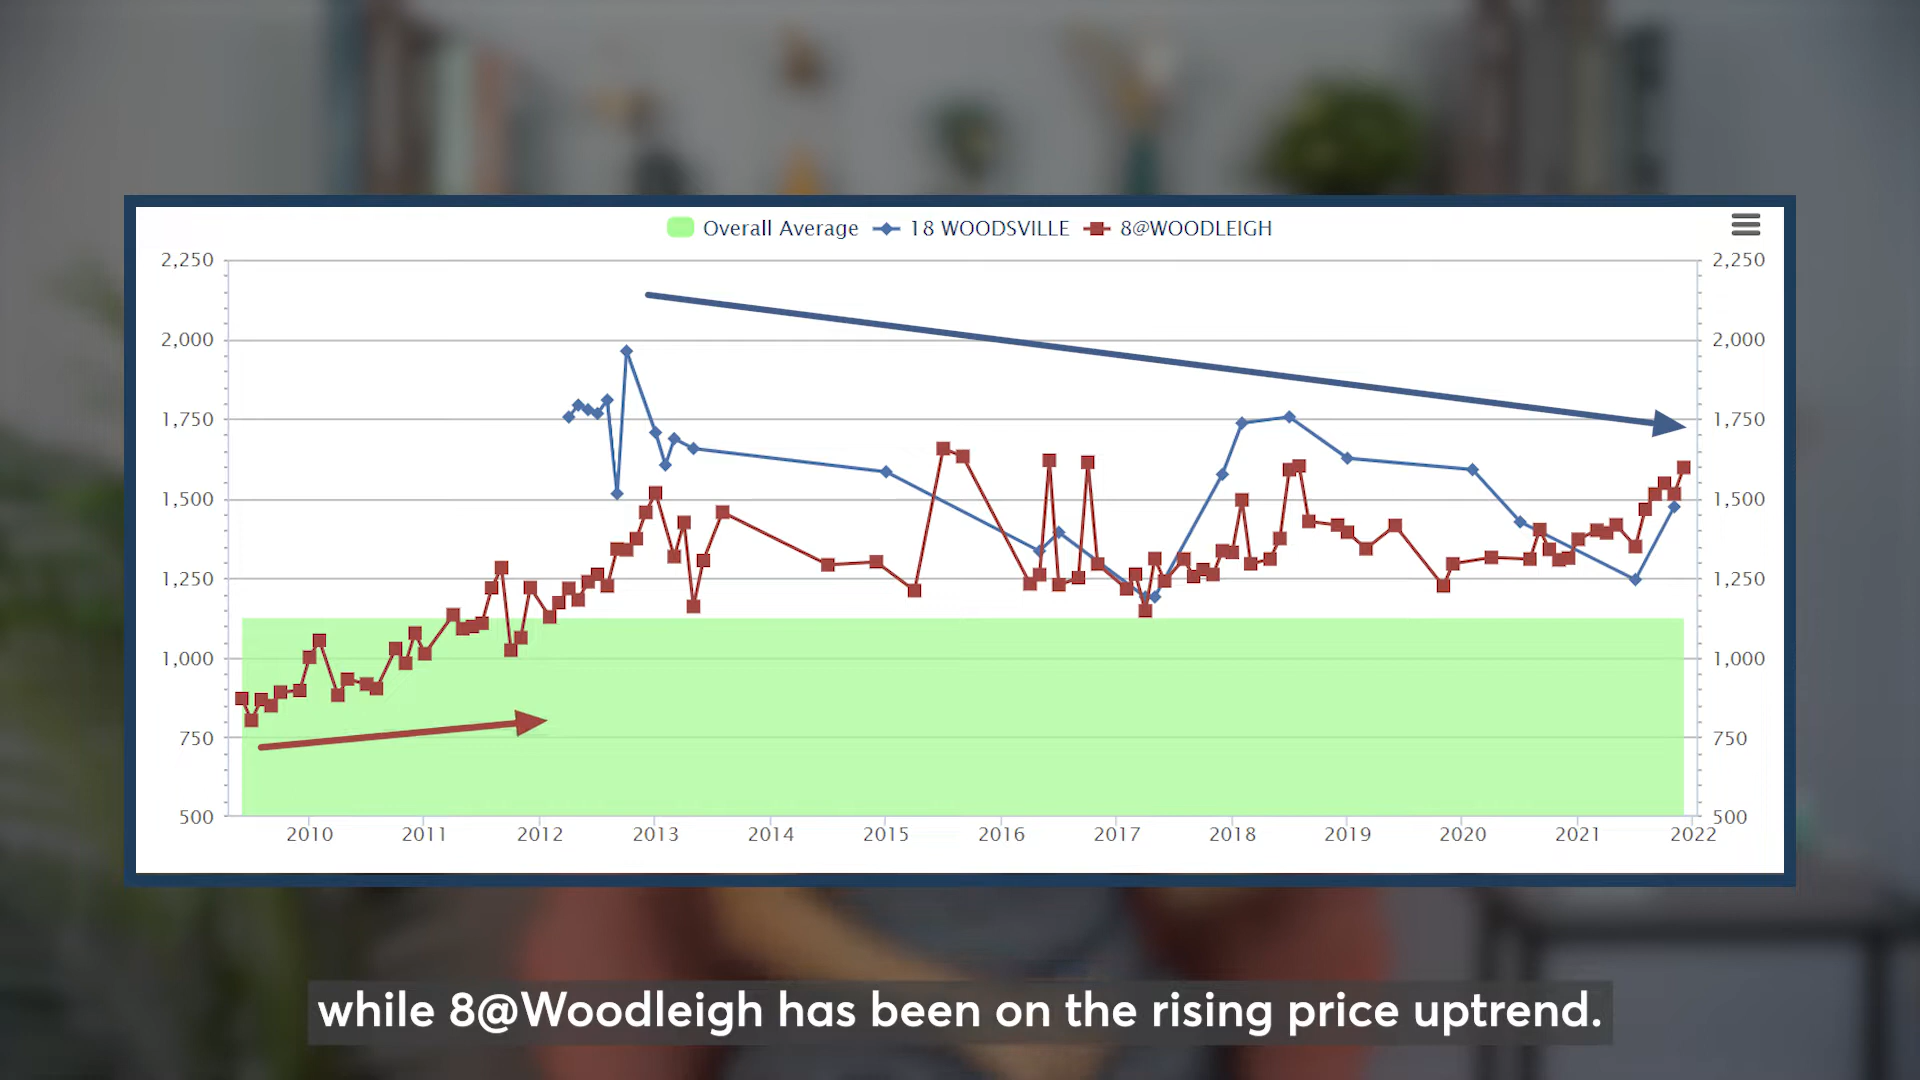 Overall Average 18 WOODSVILLE 8@WOODLEIGH
2,250 2,250
2,000 2,000
1,750 1,750
1,500 1,500
1,250 1,250
1,000 1,000
750 750
500 500
2010 2011 2012 2013 2014 2015 2016 2017 2018 2019 2020 2021 2022
while 8@Woodleigh has been on the rising price uptrend.